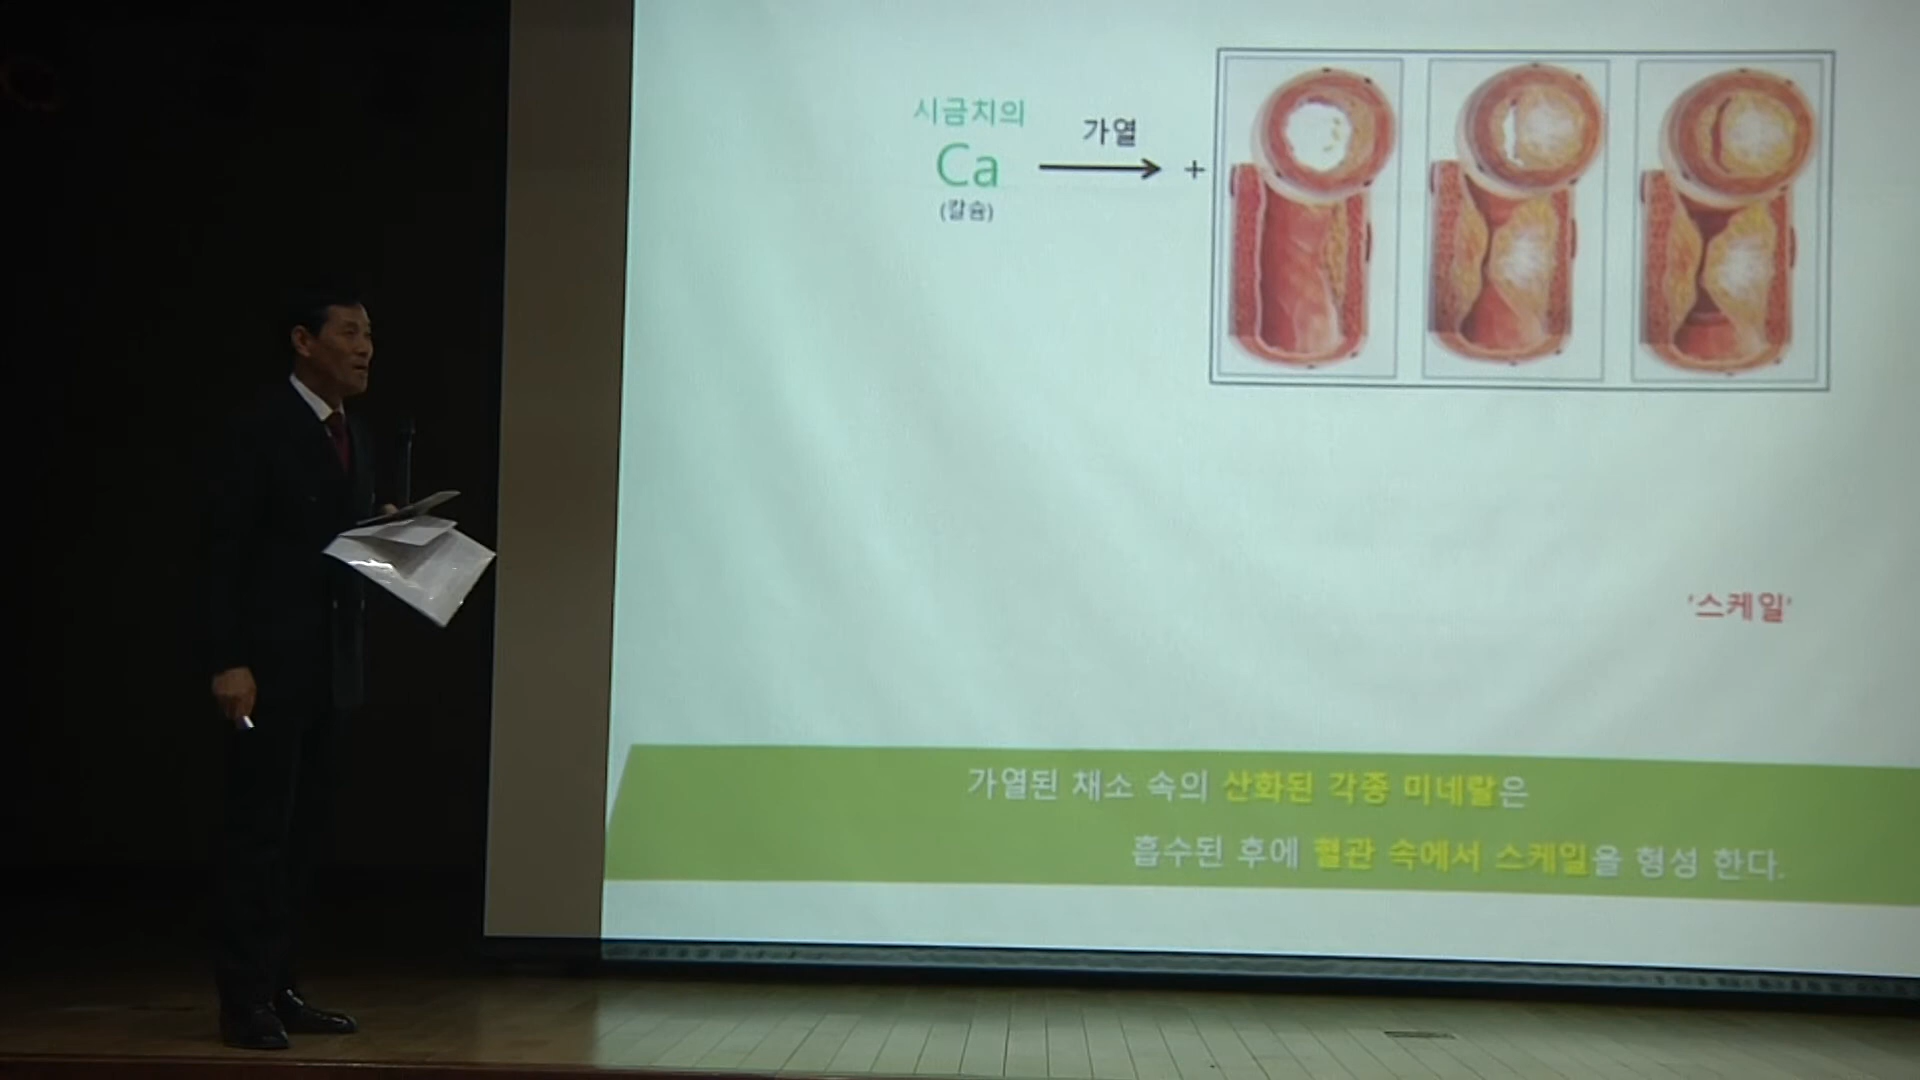 시금치의
Ca
(칼슘)
가열
+
'스케일'
가열된 채소 속의 산화된 각종 미네랄은
흡수된 후에 혈관 속에서 스케일을 형성 한다.